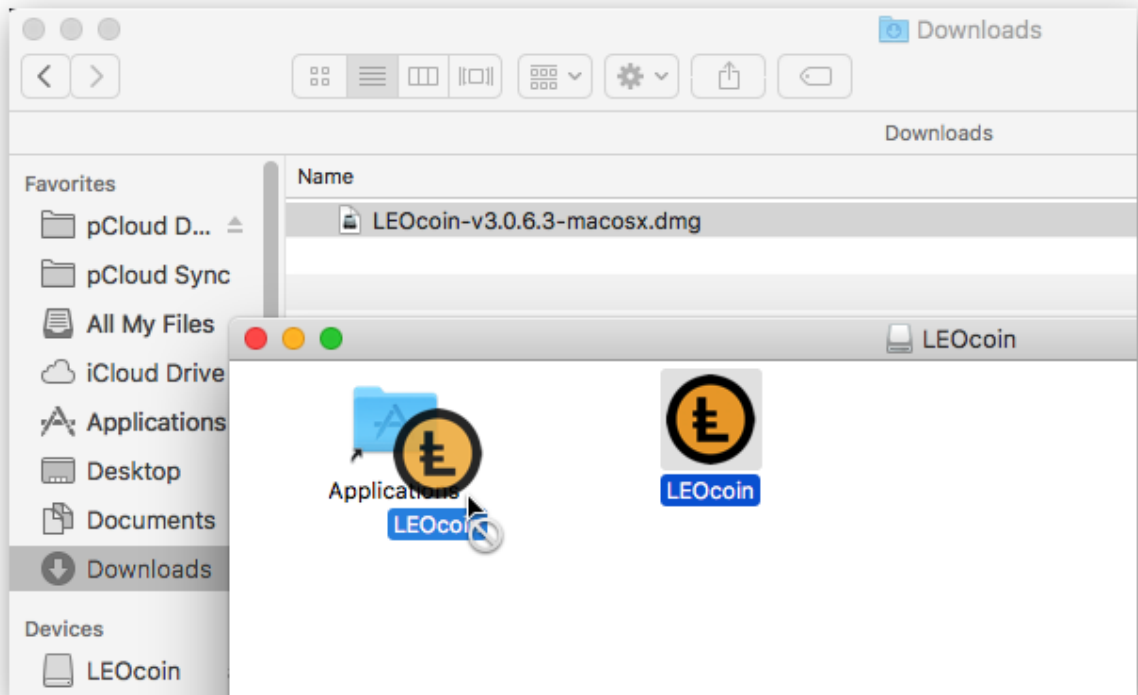 Downloads
Downloads
Favorites
pCloud D...
pCloud Sync
All My Files
iCloud Drive
Applications
Desktop
Documents
Downloads
Devices
LEOcoin
Name
LEOcoin-v3.0.6.3-macosx.dmg
LEOcoin
Applications
LEOcoin
LEOcoin